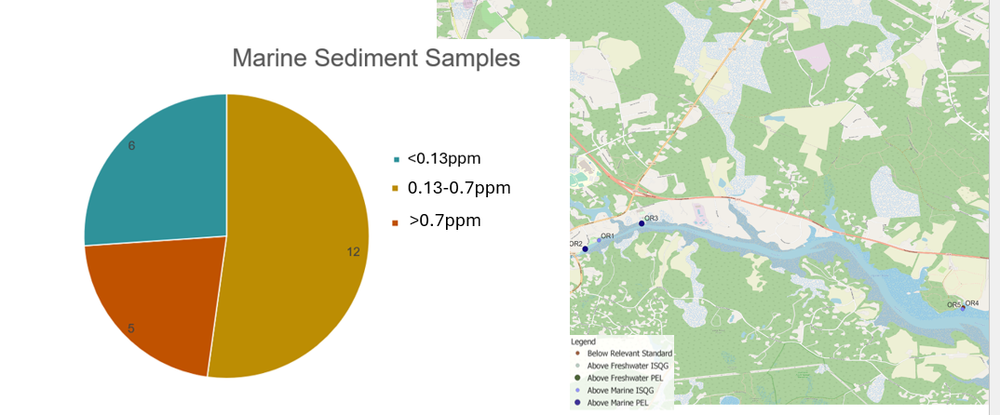 Marine Sediment Samples
6
12
5
<0.13ppm
0.13-0.7ppm
>0.7ppm
OR3
OR1
OR2
OR5
OR4
Legend
Below Relevant Standard
Above Freshwater ISQG
Above Freshwater PEL
Above Marine ISQG
Above Marine PEL